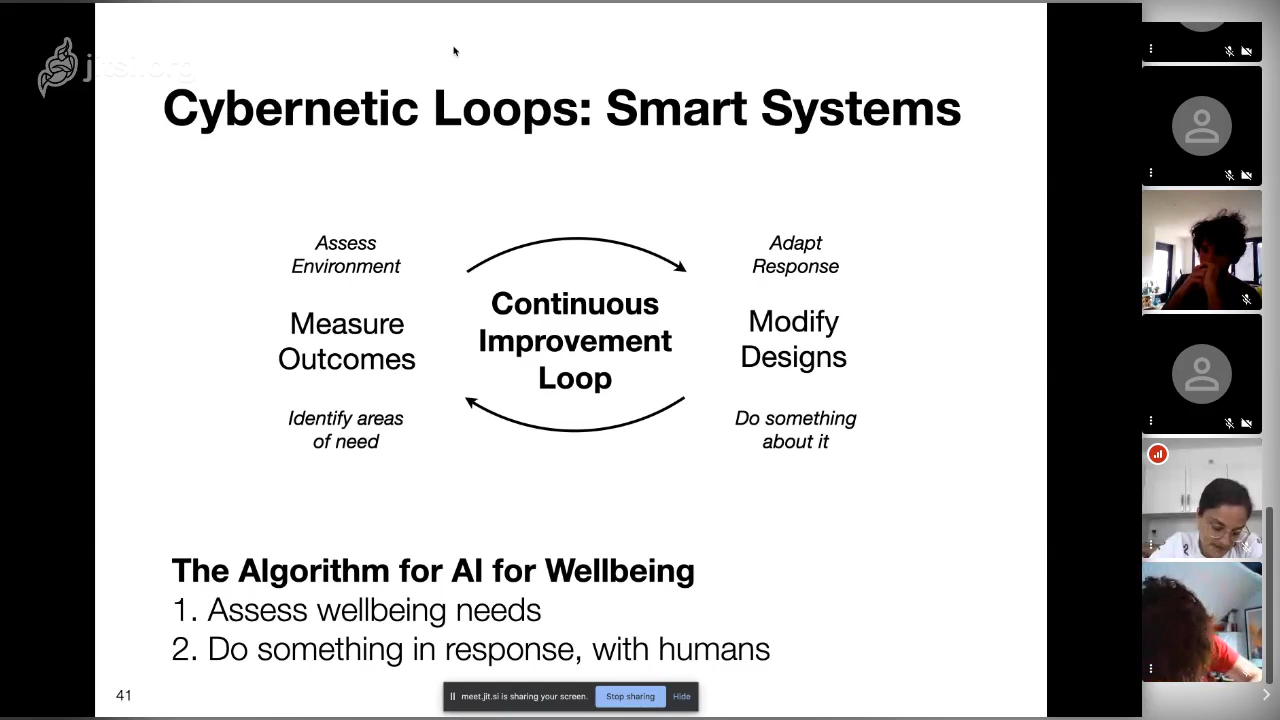 jitsi.org
Cybernetic Loops: Smart Systems
Assess
Environment
Measure
Outcomes
Identify areas
of need
Continuous
Improvement
Loop
Adapt
Response
Modify
Designs
Do something
about it
The Algorithm for AI for Wellbeing
1. Assess wellbeing needs
2. Do something in response, with humans
41
meet.jit.si is sharing your screen.
Stop sharing
Hide